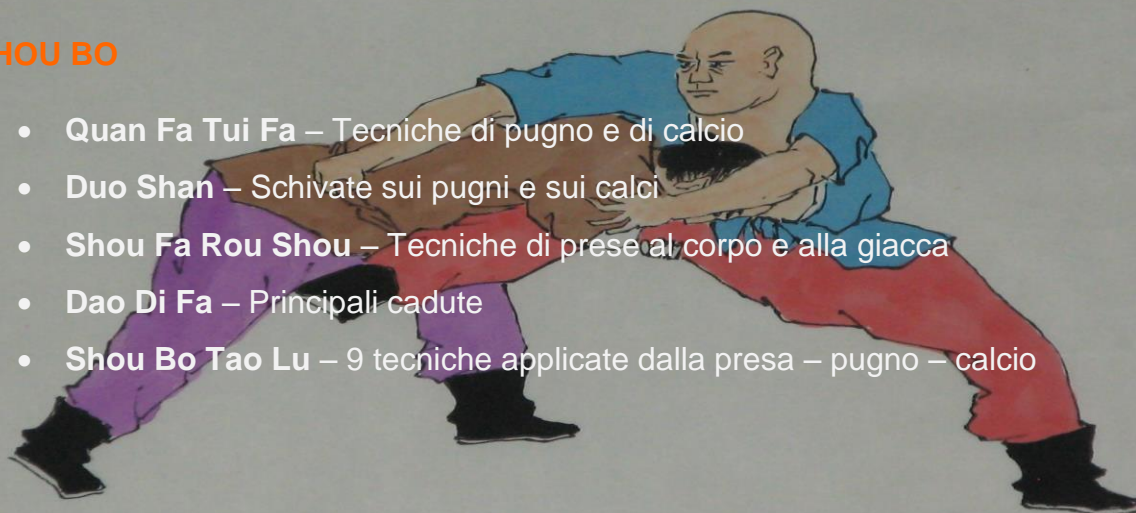 HOU BO
• Quan Fa Tui Fa – Tecniche di pugno e di calcio
• Duo Shan – Schivate sui pugni e sui calci
• Shou Fa Rou Shou – Tecniche di prese al corpo e alla giacca
• Dao Di Fa – Principali cadute
• Shou Bo Tao Lu – 9 tecniche applicate dalla presa – pugno – calcio